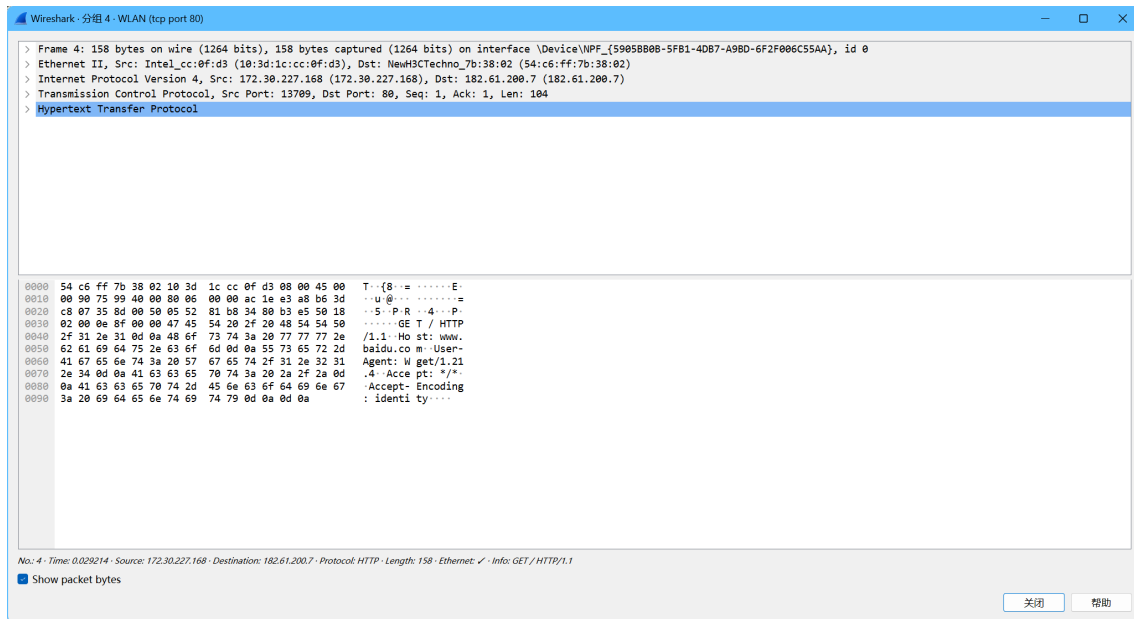 Wireshark · 分组 4 · WLAN (tcp port 80)
Frame 4: 158 bytes on wire (1264 bits), 158 bytes captured (1264 bits) on interface \Device\NPF_{5905BB0B-5FB1-4DB7-A9BD-6F2F006C55AA}, id 0
Ethernet II, Src: Intel_cc:0f:d3 (10:3d:1c:cc:0f:d3), Dst: NewH3CTechno_7b:38:02 (54:c6:ff:7b:38:02)
Internet Protocol Version 4, Src: 172.30.227.168 (172.30.227.168), Dst: 182.61.200.7 (182.61.200.7)
Transmission Control Protocol, Src Port: 13709, Dst Port: 80, Seq: 1, Ack: 1, Len: 104
Hypertext Transfer Protocol
0000 54 c6 ff 7b 38 02 10 3d 1c cc 0f d3 08 00 45 00 T··{8··= ······E·
0010 00 90 75 99 40 00 80 06 00 00 ac 1e e3 a8 b6 3d ··u·@··· ·······=
0020 c8 07 35 8d 00 50 05 52 81 b8 34 80 b3 e5 50 18 ··5··P·R ··4···P·
0030 02 00 0e 8f 00 00 47 45 54 20 2f 20 48 54 54 50 ······GE T / HTTP
0040 2f 31 2e 31 0d 0a 48 6f 73 74 3a 20 77 77 77 2e /1.1··Ho st: www.
0050 62 61 69 64 75 2e 63 6f 6d 0d 0a 55 73 65 72 2d baidu.co m··User-
0060 41 67 65 6e 74 3a 20 57 67 65 74 2f 31 2e 32 31 Agent: W get/1.21
0070 2e 34 0d 0a 41 63 63 65 70 74 3a 20 2a 2f 2a 0d .4··Acce pt: */*·
0080 0a 41 63 63 65 70 74 2d 45 6e 63 6f 64 69 6e 67 ·Accept- Encoding
0090 3a 20 69 64 65 6e 74 69 74 79 0d 0a 0d 0a : identi ty····
No.: 4 · Time: 0.029214 · Source: 172.30.227.168 · Destination: 182.61.200.7 · Protocol: HTTP · Length: 158 · Ethernet: ✓ · Info: GET / HTTP/1.1
Show packet bytes
关闭 帮助